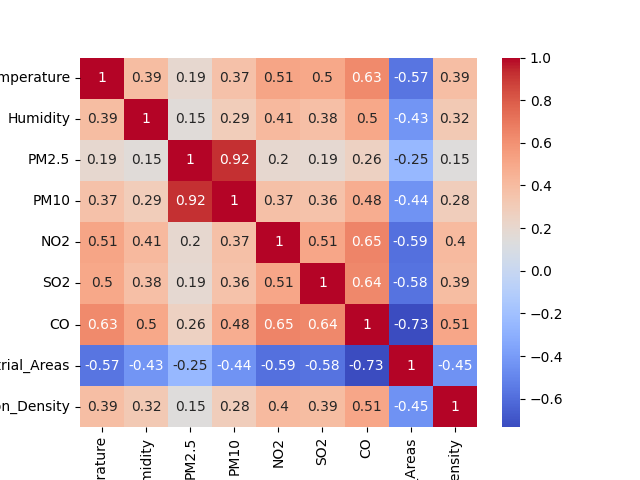 mperature 1 0.39 0.19 0.37 0.51 0.5 0.63 -0.57 0.39
Humidity 0.39 1 0.15 0.29 0.41 0.38 0.5 -0.43 0.32
PM2.5 0.19 0.15 1 0.92 0.2 0.19 0.26 -0.25 0.15
PM10 0.37 0.29 0.92 1 0.37 0.36 0.48 -0.44 0.28
NO2 0.51 0.41 0.2 0.37 1 0.51 0.65 -0.59 0.4
SO2 0.5 0.38 0.19 0.36 0.51 1 0.64 -0.58 0.39
CO 0.63 0.5 0.26 0.48 0.65 0.64 1 -0.73 0.51
trial_Areas -0.57 -0.43 -0.25 -0.44 -0.59 -0.58 -0.73 1 -0.45
on_Density 0.39 0.32 0.15 0.28 0.4 0.39 0.51 -0.45 1
rature midity PM2.5 PM10 NO2 SO2 CO _Areas ensity
1.0
0.8
0.6
0.4
0.2
0.0
−0.2
−0.4
−0.6